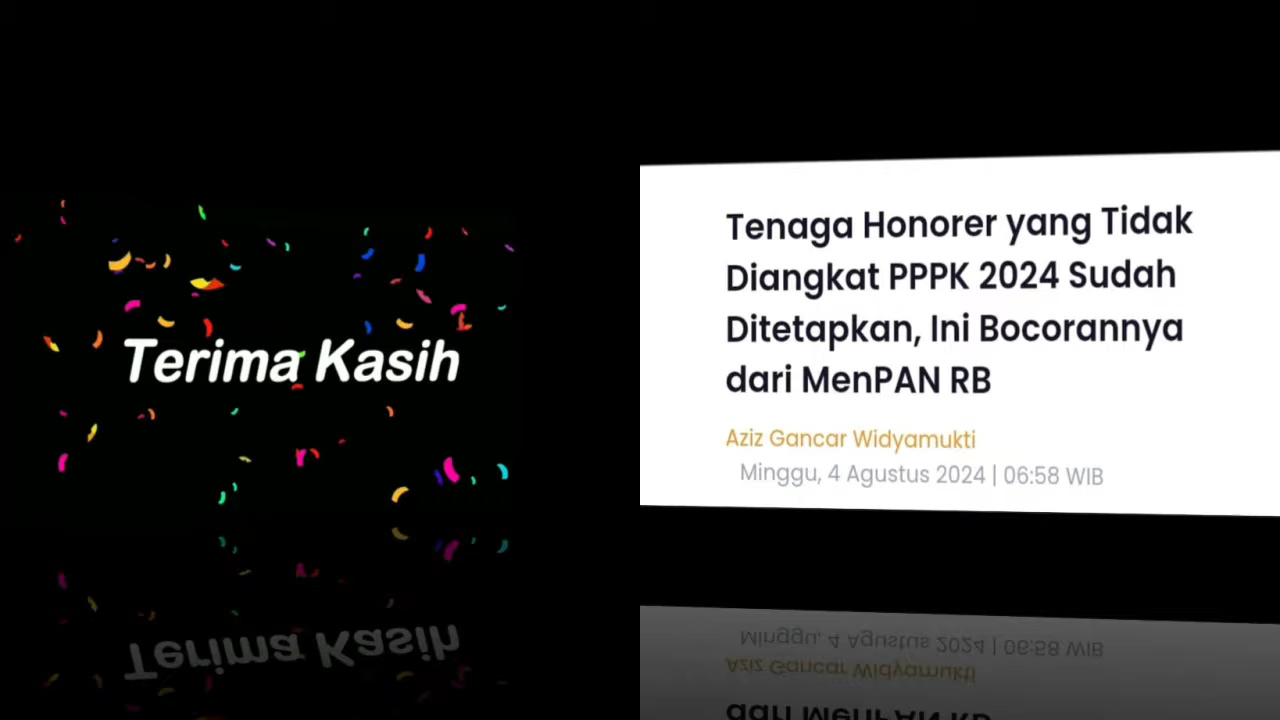 Terima Kasih
Tenaga Honorer yang Tidak
Diangkat PPPK 2024 Sudah
Ditetapkan, Ini Bocorannya
dari MenPAN RB
Aziz Gancar Widyamukti
Minggu, 4 Agustus 2024 | 06:58 WIB